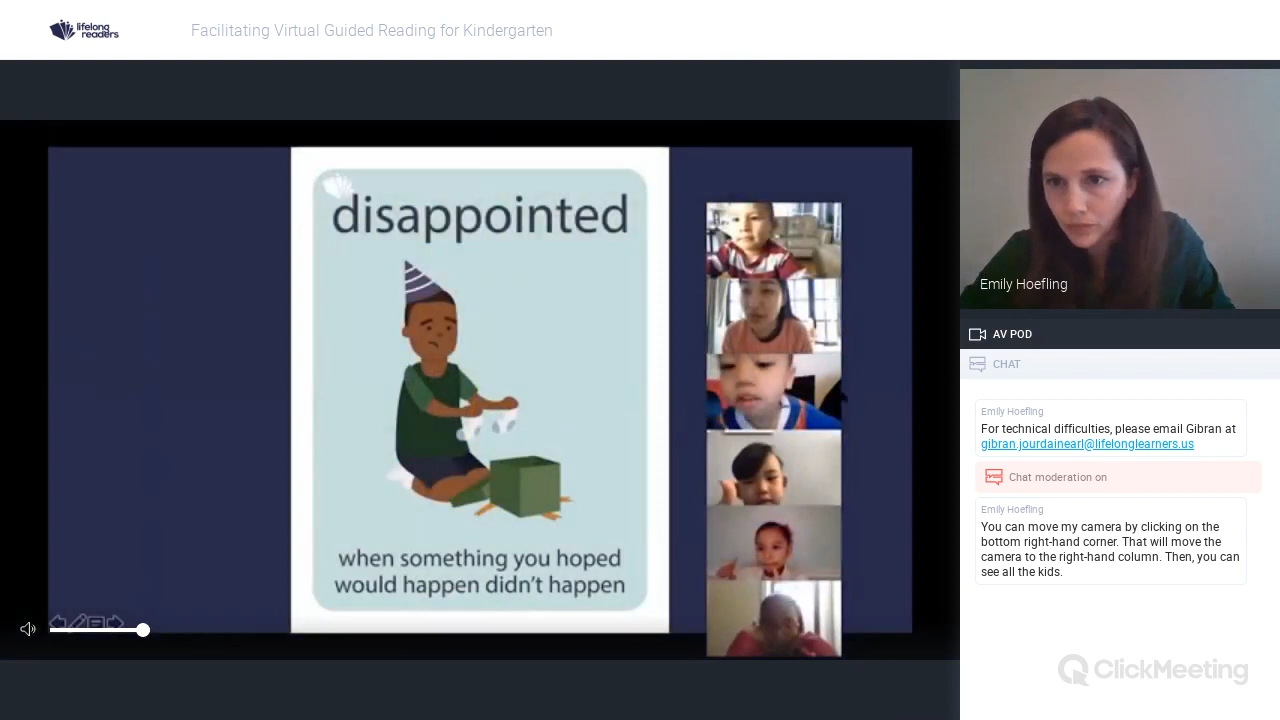 lifelong
readers
Facilitating Virtual Guided Reading for Kindergarten
disappointed
when something you hoped
would happen didn't happen
Emily Hoefling
AV POD
CHAT
Emily Hoefling
For technical difficulties, please email Gibran at
gibran.jourdainearl@lifelonglearners.us
Chat moderation on
Emily Hoefling
You can move my camera by clicking on the
bottom right-hand corner. That will move the
camera to the right-hand column. Then, you can
see all the kids.
ClickMeeting